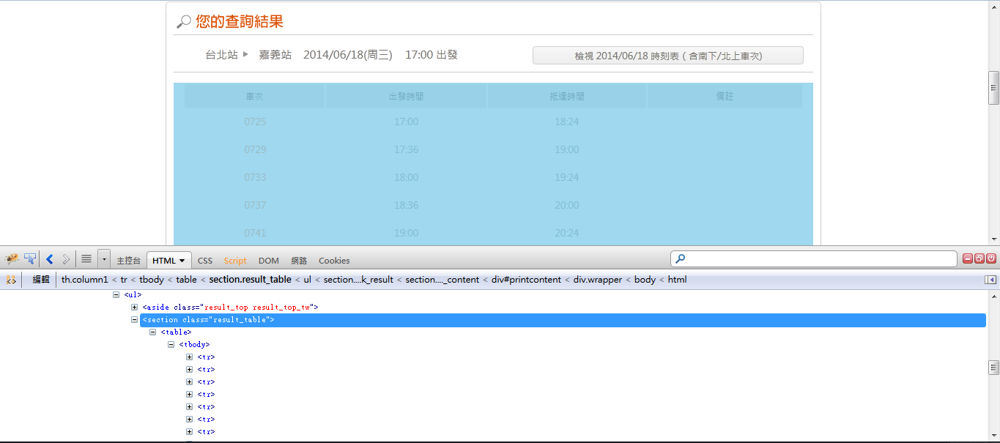 您的查詢結果
台北站 嘉義站 2014/06/18(周三) 17:00 出發
檢視 2014/06/18 時刻表 ( 含南下/北上車次)
車次 出發時間 抵達時間 備註
0725 17:00 18:24
0729 17:36 19:00
0733 18:00 19:24
0737 18:36 20:00
0741 19:00 20:24
主控台 HTML CSS Script DOM 網路 Cookies
編輯 th.column1 < tr < tbody < table < section.result_table < ul < section....k_result < section...._content < div#printcontent < div.wrapper < body < html
<ul>
<aside class="result_top result_top_tw">
<section class="result_table">
<table>
<tbody>
<tr>
<tr>
<tr>
<tr>
<tr>
<tr>
<tr>